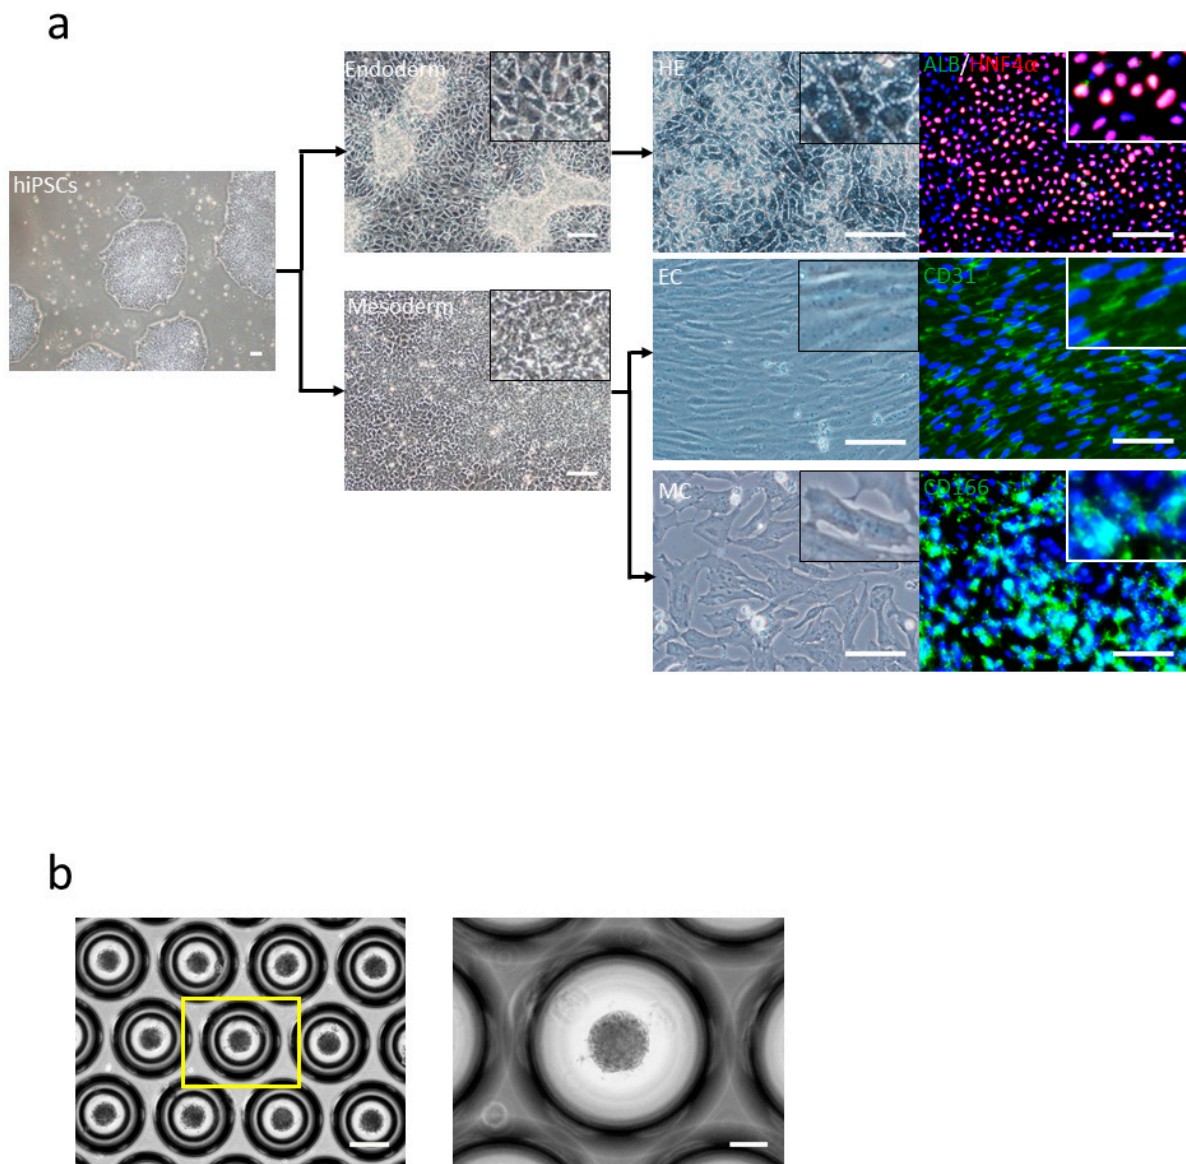 a
Endoderm
HE
ALB/HNF4α
hiPSCs
EC
CD31
Mesoderm
MC
CD166
b